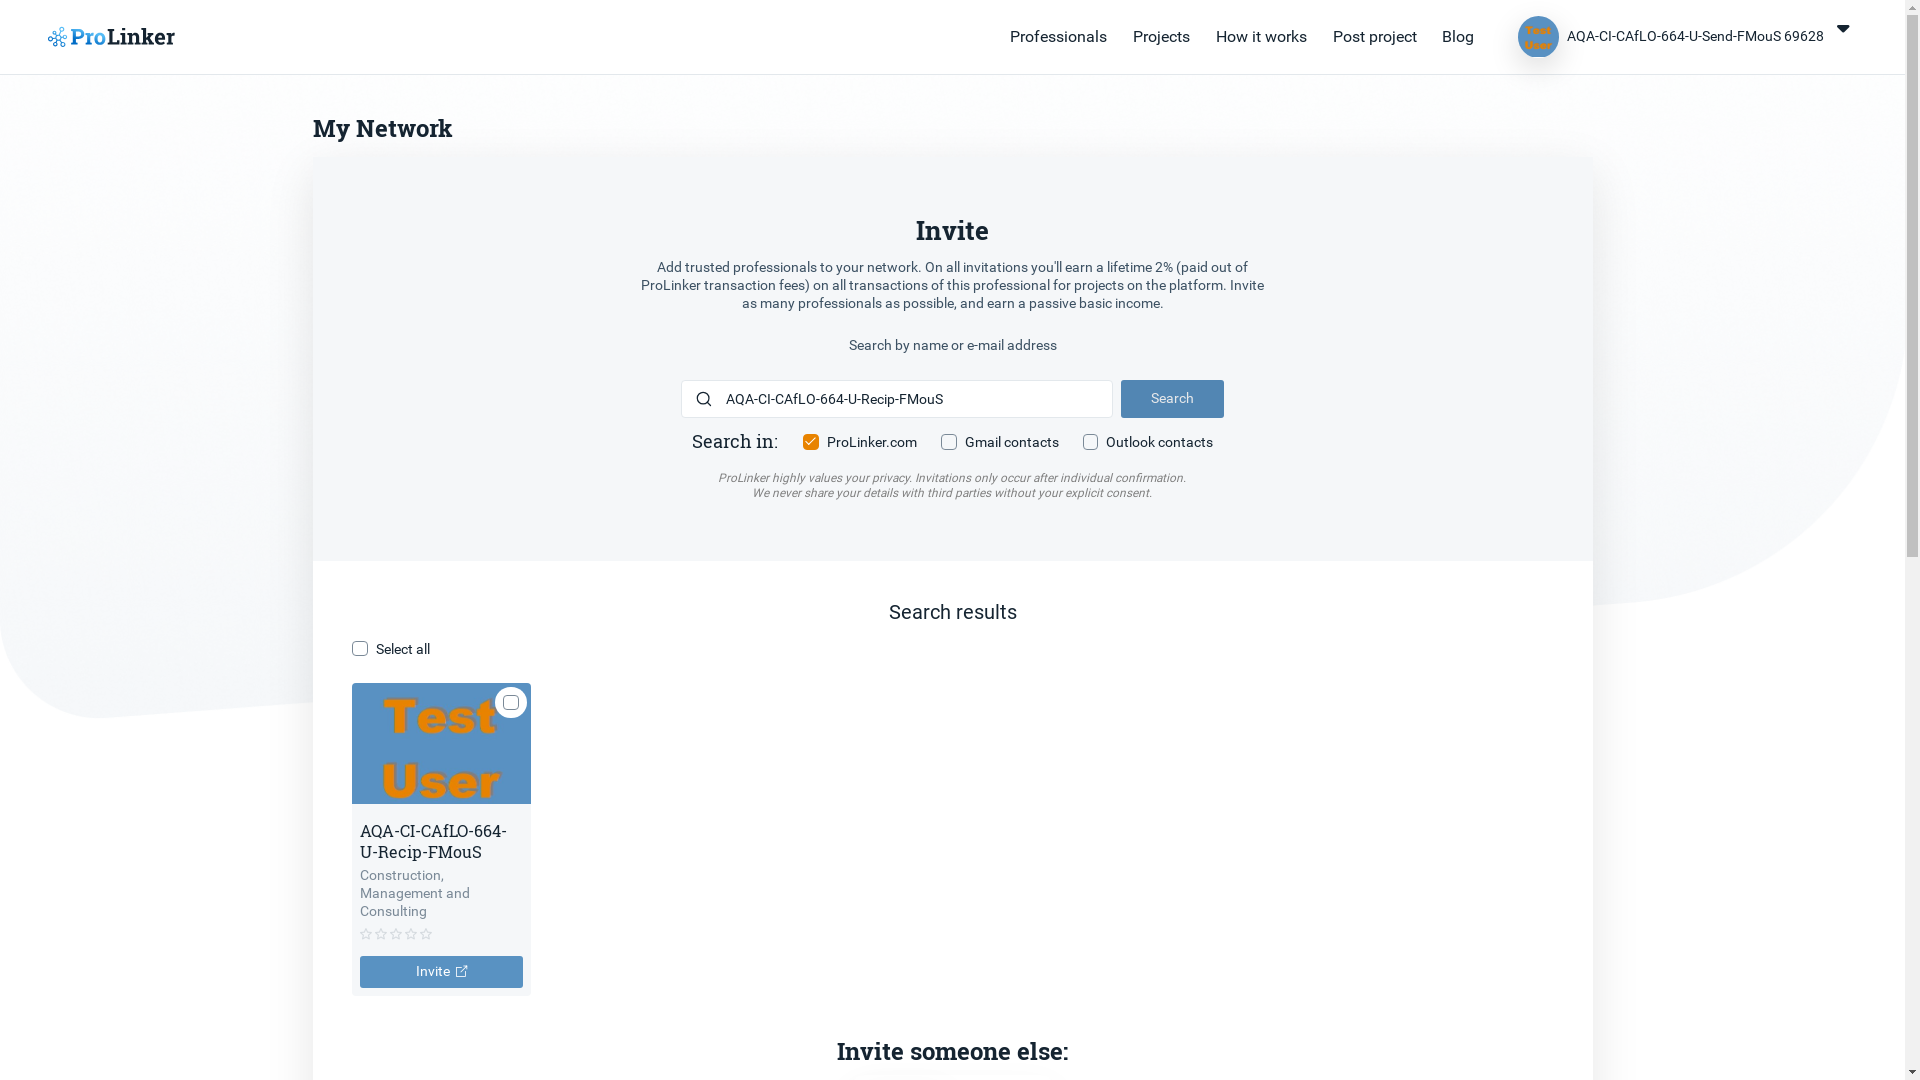 ProLinker
Professionals
Projects
How it works
Post project
Blog
Test
User
AQA-CI-CAfLO-664-U-Send-FMouS 69628
My Network
Invite
Add trusted professionals to your network. On all invitations you'll earn a lifetime 2% (paid out of
ProLinker transaction fees) on all transactions of this professional for projects on the platform. Invite
as many professionals as possible, and earn a passive basic income.
Search by name or e-mail address
AQA-CI-CAfLO-664-U-Recip-FMouS
Search
Search in:
ProLinker.com
Gmail contacts
Outlook contacts
ProLinker highly values your privacy. Invitations only occur after individual confirmation.
We never share your details with third parties without your explicit consent.
Search results
Select all
Test
User
AQA-CI-CAfLO-664-
U-Recip-FMouS
Construction,
Management and
Consulting
Invite
Invite someone else: